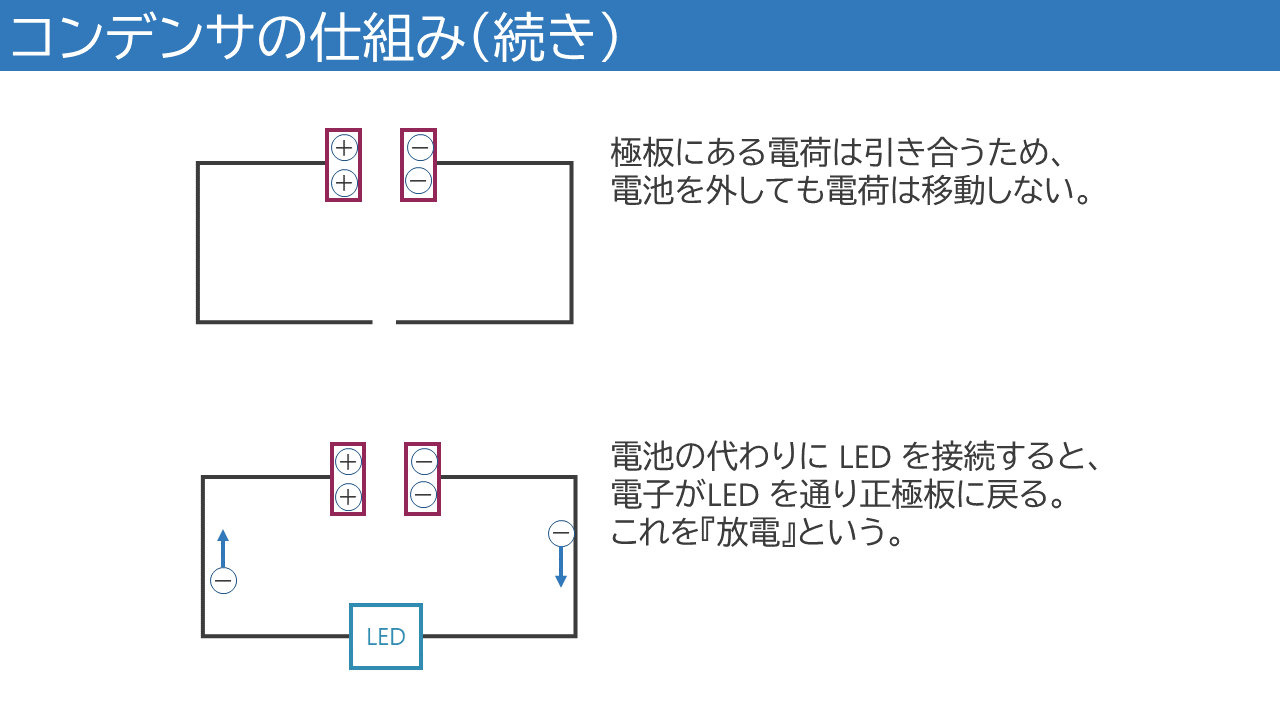 コンデンサの仕組み(続き)
+
+
−
−
極板にある電荷は引き合うため、
電池を外しても電荷は移動しない。
+
+
−
−
電池の代わりに LED を接続すると、
電子がLED を通り正極板に戻る。
これを『放電』という。
−
−
LED